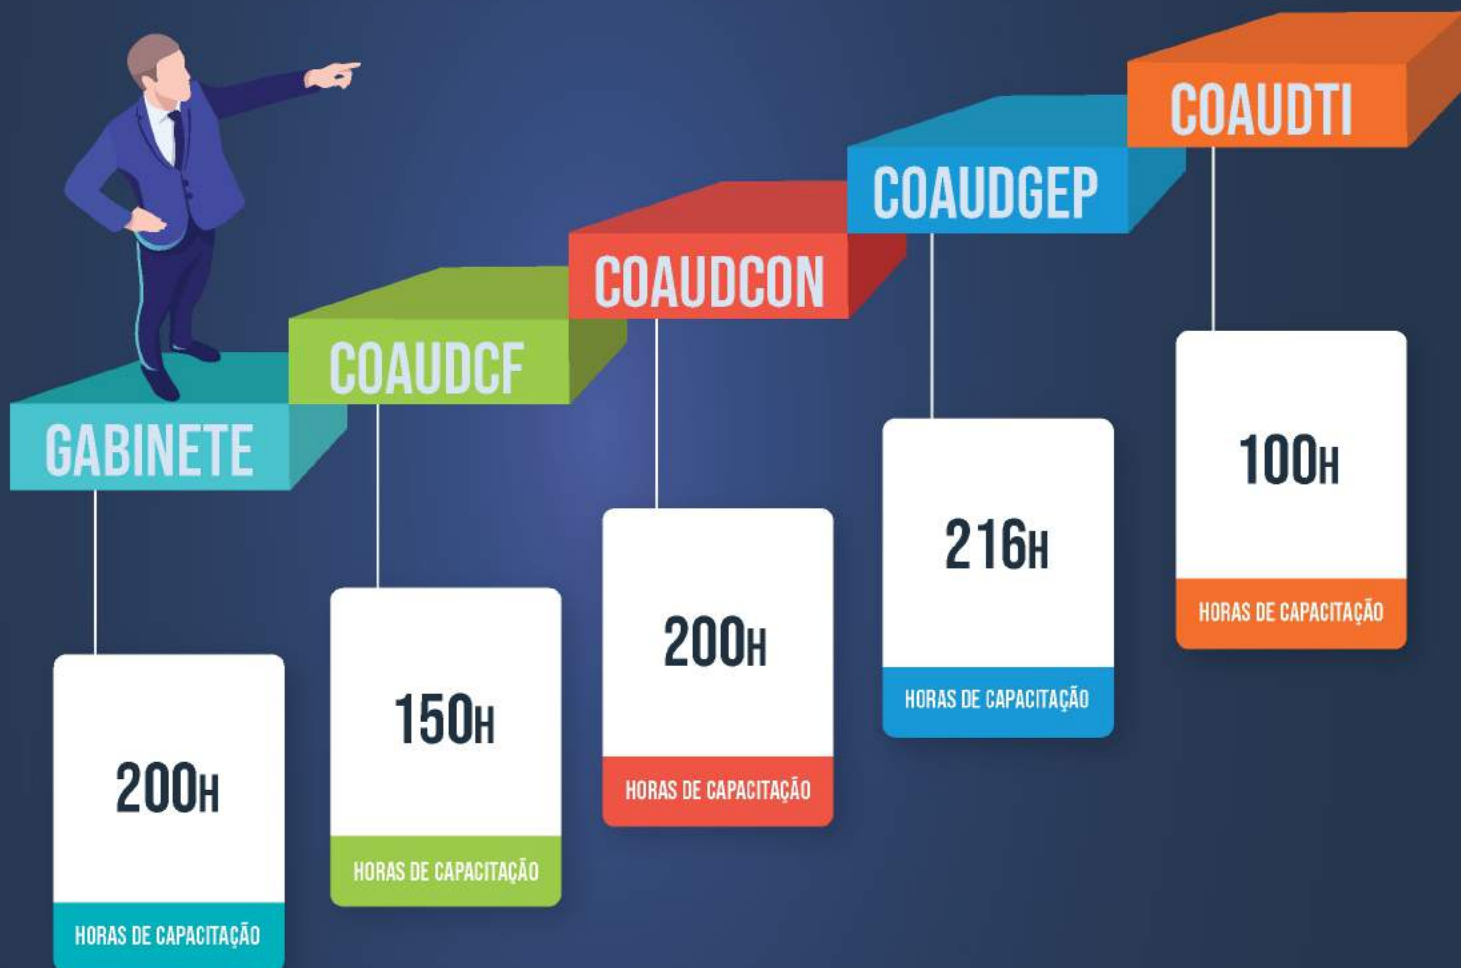 GABINETE
200H
HORAS DE CAPACITAÇÃO
COAUDCF
150H
HORAS DE CAPACITAÇÃO
COAUDCON
200H
HORAS DE CAPACITAÇÃO
COAUDGEP
216H
HORAS DE CAPACITAÇÃO
COAUDTI
100H
HORAS DE CAPACITAÇÃO